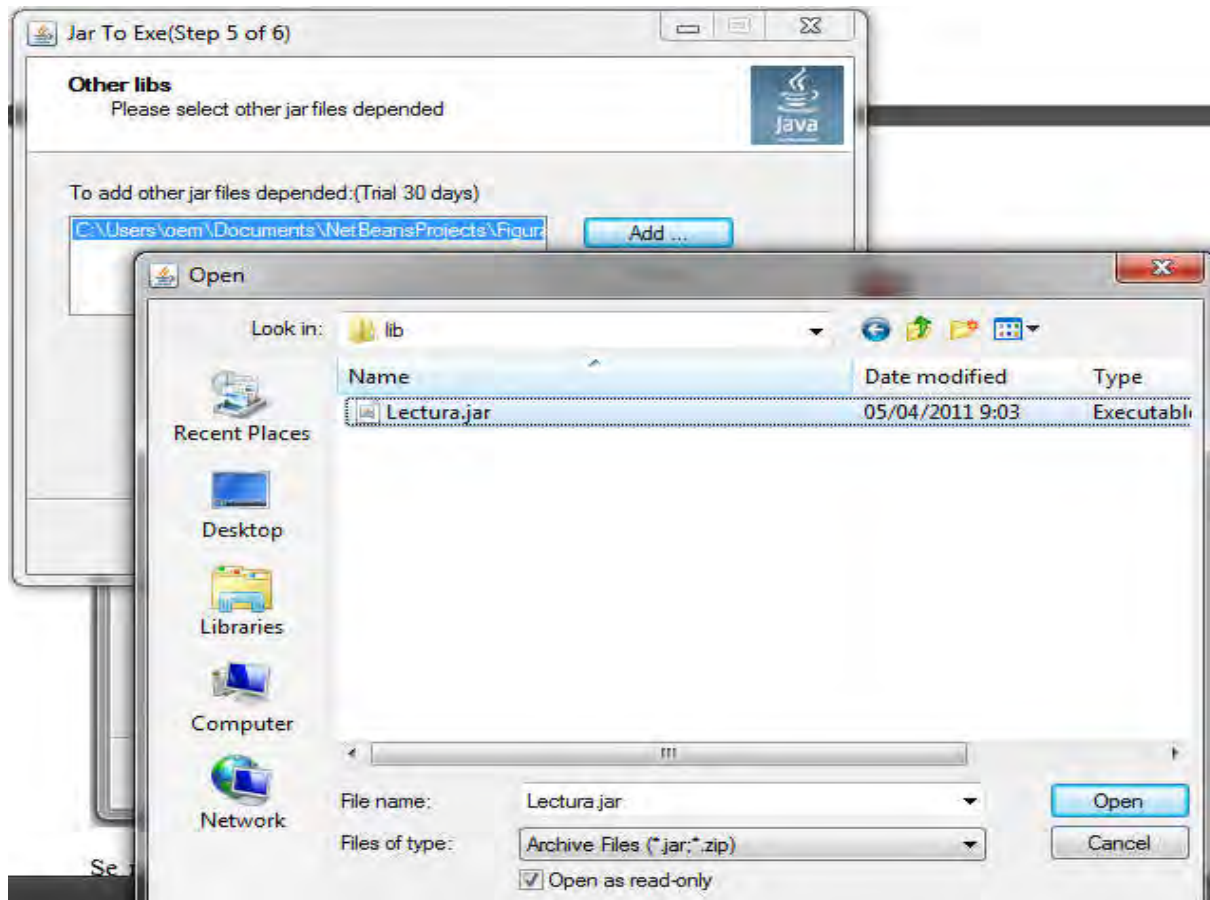 Jar To Exe(Step 5 of 6)
Other libs
Please select other jar files depended
Java
To add other jar files depended:(Trial 30 days)
C:\Users\oem\Documents\NetBeansProjects\Figura
Add ...
Open
Look in:
lib
Name
Date modified
Type
Lectura.jar
05/04/2011 9:03
Executabl
Recent Places
Desktop
Libraries
Computer
Network
File name:
Lectura.jar
Open
Files of type:
Archive Files (*.jar;*.zip)
Cancel
Open as read-only
Se